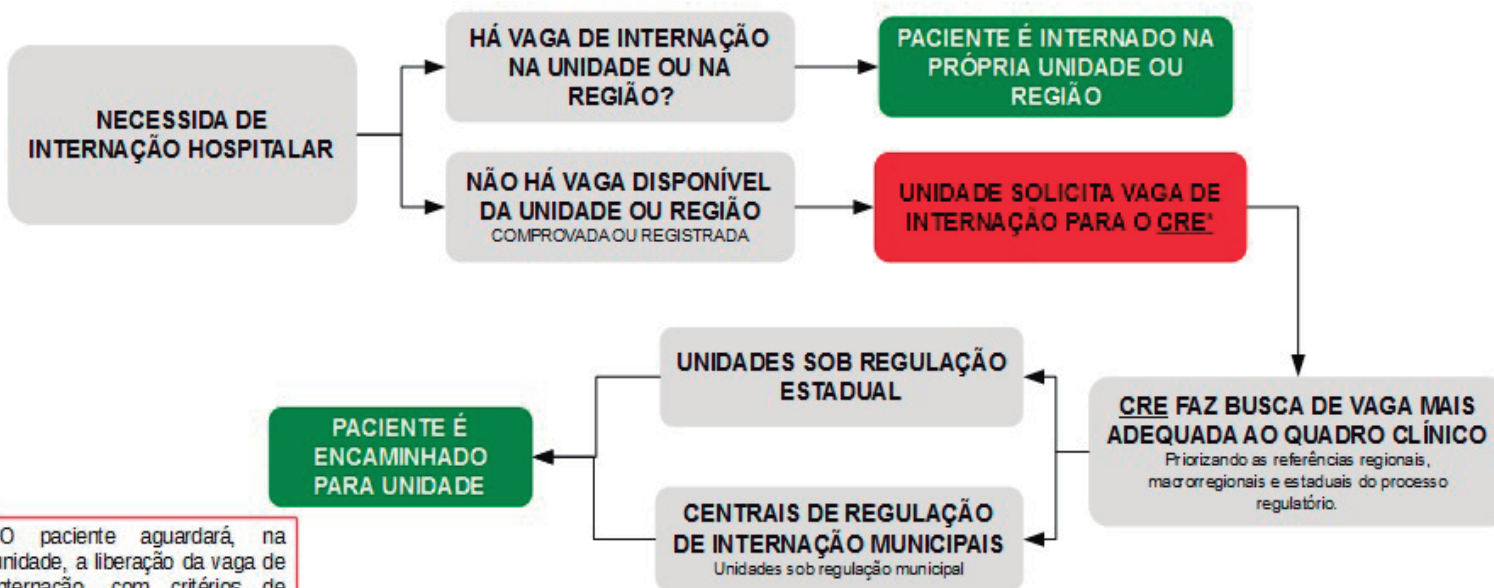 NECESSIDA DE
INTERNAÇÃO HOSPITALAR
HÁ VAGA DE INTERNAÇÃO
NA UNIDADE OU NA
REGIÃO?
PACIENTE É INTERNADO NA
PRÓPRIA UNIDADE OU
REGIÃO
NÃO HÁ VAGA DISPONÍVEL
DA UNIDADE OU REGIÃO
COMPROVADA OU REGISTRADA
UNIDADE SOLICITA VAGA DE
INTERNAÇÃO PARA O CRE*
CRE FAZ BUSCA DE VAGA MAIS
ADEQUADA AO QUADRO CLÍNICO
Priorizando as referências regionais,
macrorregionais e estaduais do processo
regulatório.
UNIDADES SOB REGULAÇÃO
ESTADUAL
CENTRAIS DE REGULAÇÃO
DE INTERNAÇÃO MUNICIPAIS
Unidades sob regulação municipal
PACIENTE É
ENCAMINHADO
PARA UNIDADE
O paciente aguardará, na
unidade, a liberação da vaga de
internação, com critérios de